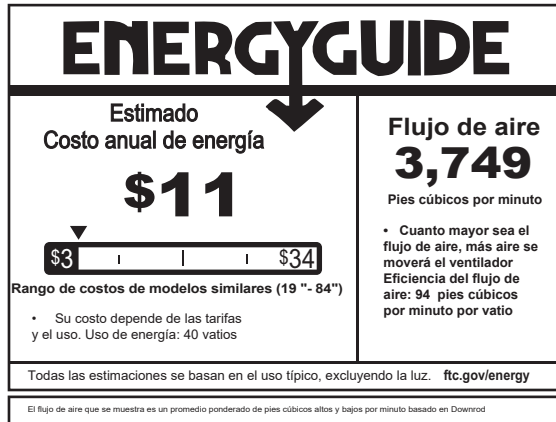 ENERGYGUIDE
Estimado
Costo anual de energía
$11
$3 $34
Rango de costos de modelos similares (19 "- 84")
• Su costo depende de las tarifas
y el uso. Uso de energía: 40 vatios
Flujo de aire
3,749
Pies cúbicos por minuto
• Cuanto mayor sea el
flujo de aire, más aire se
moverá el ventilador
Eficiencia del flujo de
aire: 94 pies cúbicos
por minuto por vatio
Todas las estimaciones se basan en el uso típico, excluyendo la luz. ftc.gov/energy
El flujo de aire que se muestra es un promedio ponderado de pies cúbicos altos y bajos por minuto basado en Downrod